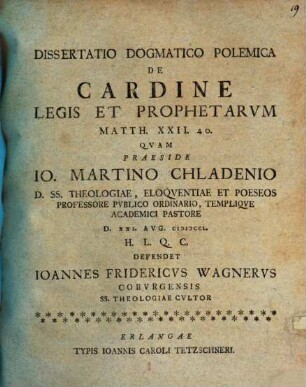 19
DISSERTATIO DOGMATICO POLEMICA
DE
CARDINE
LEGIS ET PROPHETARVM
MATTH. XXII. 40.
QVAM
PRAESIDE
IO. MARTINO CHLADENIO
D. SS. THEOLOGIAE, ELOQVENTIAE ET POESEOS
PROFESSORE PVBLICO ORDINARIO, TEMPLIQVE
ACADEMICI PASTORE
D. XXI. AVG. CIƆIƆCCL.
H. L. Q. C.
DEFENDET
IOANNES FRIDERICVS WAGNERVS
COBVRGENSIS
SS. THEOLOGIAE CVLTOR
ERLANGAE
TYPIS IOANNIS CAROLI TETZSCHNERI.